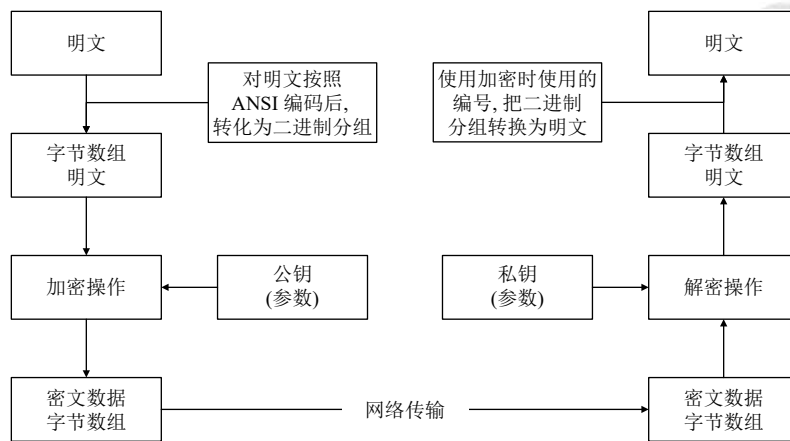 明文
对明文按照
ANSI 编码后,
转化为二进制分组
使用加密时使用的
编号, 把二进制
分组转换为明文
明文
字节数组
明文
字节数组
明文
加密操作
公钥
(参数)
私钥
(参数)
解密操作
密文数据
字节数组
网络传输
密文数据
字节数组